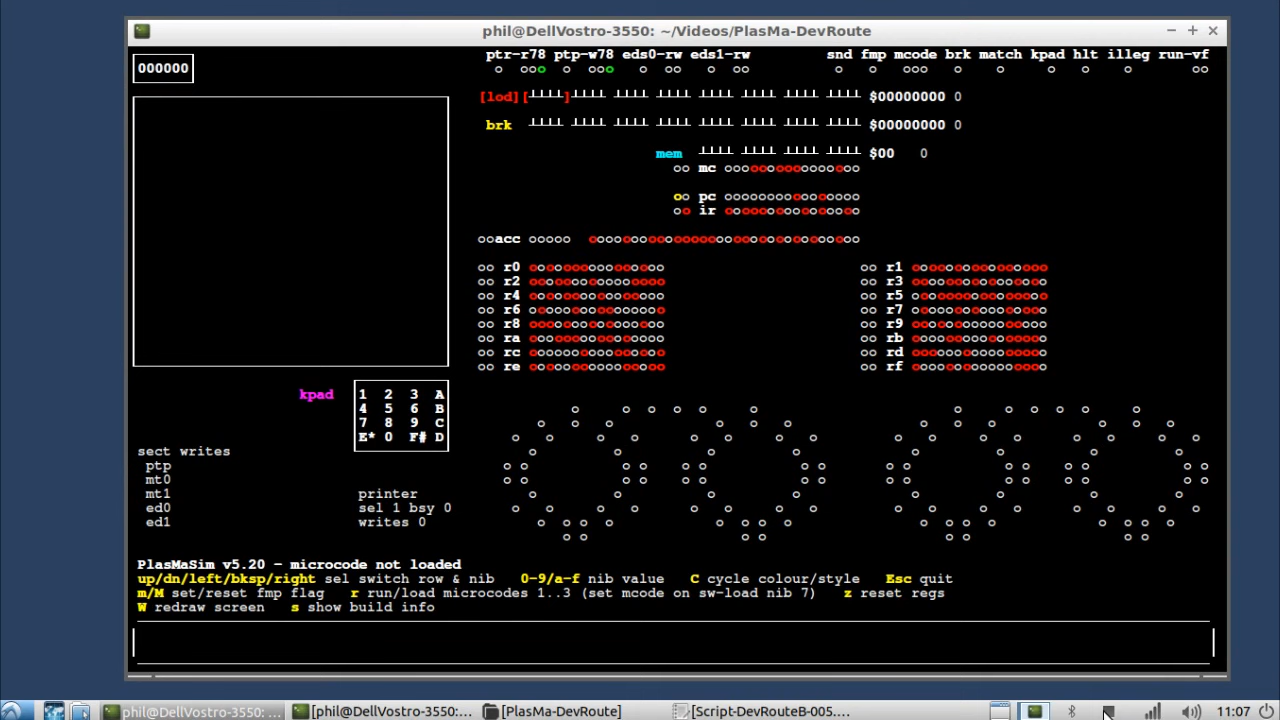 phil@DellVostro-3550: ~/Videos/PlasMa-DevRoute
ptr-r78 ptp-w78 eds0-rw eds1-rw snd fmp mcode brk match kpad hlt illeg run-vf
000000
[lod][ ] $00000000 0
brk $00000000 0
mem $00 0
mc
pc
ir
acc
r0 r1
r2 r3
r4 r5
r6 r7
r8 r9
ra rb
rc rd
re rf
kpad
1 2 3 A
4 5 6 B
7 8 9 C
E* 0 F# D
sect writes
ptp
mt0
mt1 printer
ed0 sel 1 bsy 0
ed1 writes 0
PlasMaSim v5.20 - microcode not loaded
up/dn/left/bksp/right sel switch row & nib 0-9/a-f nib value C cycle colour/style Esc quit
m/M set/reset fmp flag r run/load microcodes 1..3 (set mcode on sw-load nib 7) z reset regs
W redraw screen s show build info
phil@DellVostro-3550: ... [phil@DellVostro-3550: ~/... [PlasMa-DevRoute] [Script-DevRouteB-005.... 11:07